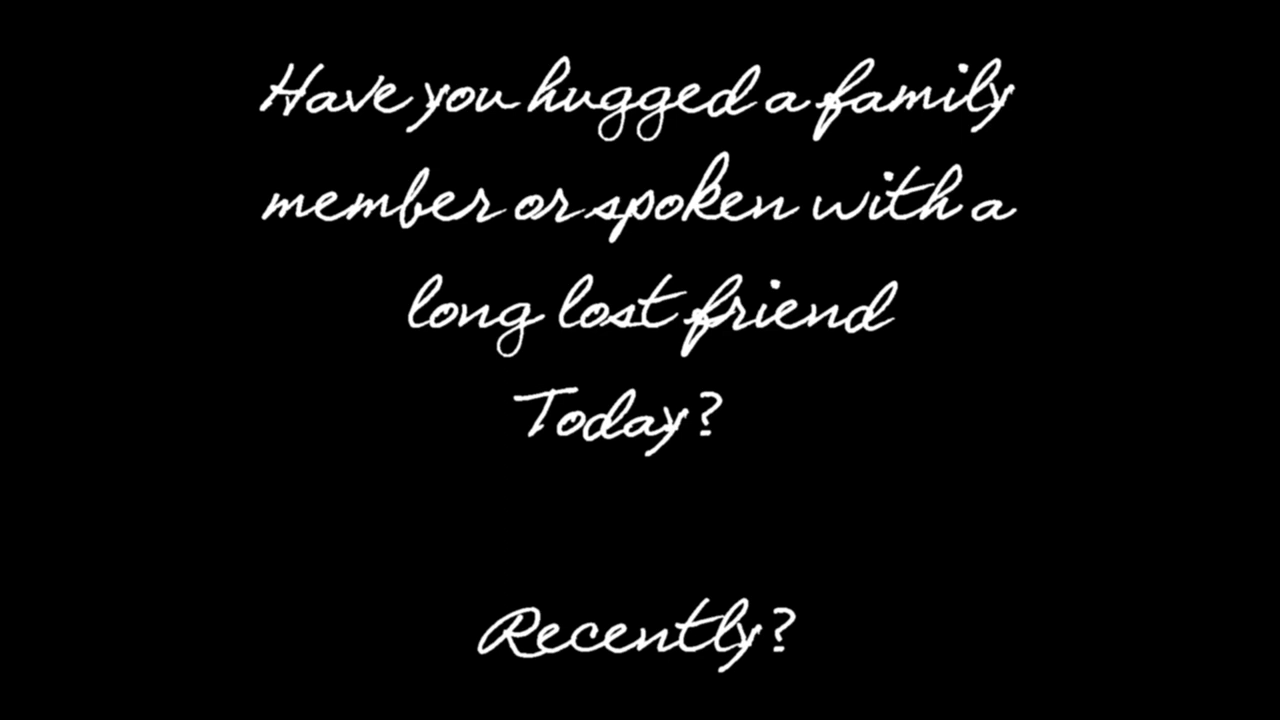 Have you hugged a family
member or spoken with a
long lost friend
Today?
Recently?